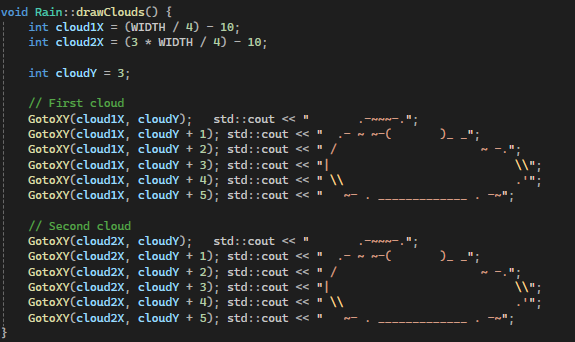 void Rain::drawClouds() {
    int cloud1X = (WIDTH / 4) - 10;
    int cloud2X = (3 * WIDTH / 4) - 10;

    int cloudY = 3;

    // First cloud
    GotoXY(cloud1X, cloudY);   std::cout << "       .-~~~-.";
    GotoXY(cloud1X, cloudY + 1); std::cout << "  .- ~ ~-(       )_ _";
    GotoXY(cloud1X, cloudY + 2); std::cout << " /                     ~ -.";
    GotoXY(cloud1X, cloudY + 3); std::cout << "|                           \\";
    GotoXY(cloud1X, cloudY + 4); std::cout << " \\                         .'";
    GotoXY(cloud1X, cloudY + 5); std::cout << "   ~- . _____________ . -~";

    // Second cloud
    GotoXY(cloud2X, cloudY);   std::cout << "       .-~~~-.";
    GotoXY(cloud2X, cloudY + 1); std::cout << "  .- ~ ~-(       )_ _";
    GotoXY(cloud2X, cloudY + 2); std::cout << " /                     ~ -.";
    GotoXY(cloud2X, cloudY + 3); std::cout << "|                           \\";
    GotoXY(cloud2X, cloudY + 4); std::cout << " \\                         .'";
    GotoXY(cloud2X, cloudY + 5); std::cout << "   ~- . _____________ . -~";
}